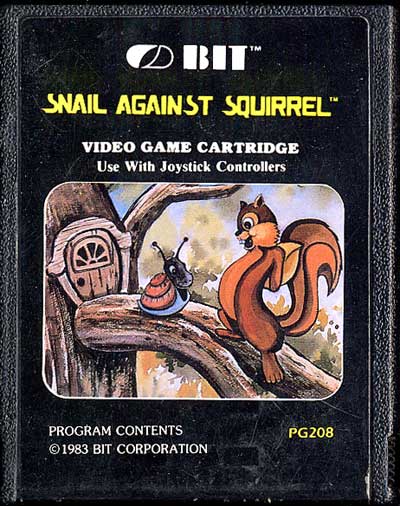 BIT™
SNAIL AGAINST SQUIRREL™
VIDEO GAME CARTRIDGE
Use With Joystick Controllers
PROGRAM CONTENTS
©1983 BIT CORPORATION
PG208